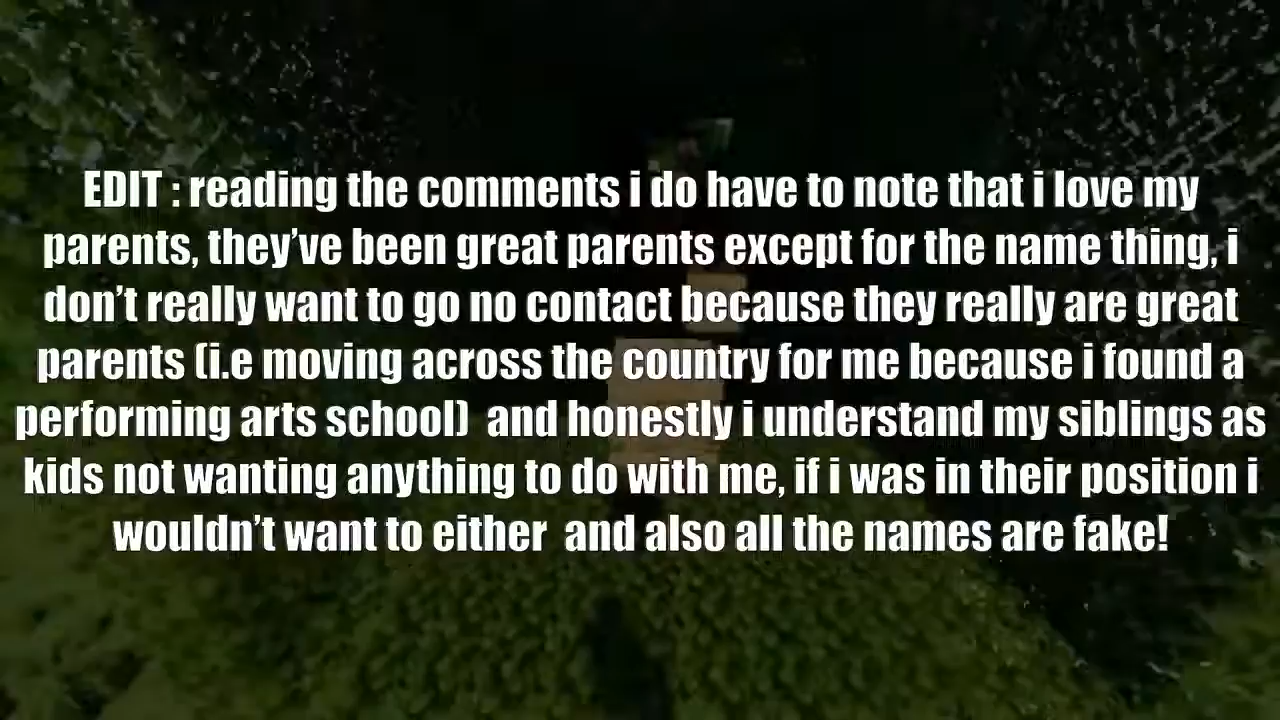 EDIT : reading the comments i do have to note that i love my
parents, they’ve been great parents except for the name thing, i
don’t really want to go no contact because they really are great
parents (i.e moving across the country for me because i found a
performing arts school)  and honestly i understand my siblings as
kids not wanting anything to do with me, if i was in their position i
wouldn’t want to either  and also all the names are fake!